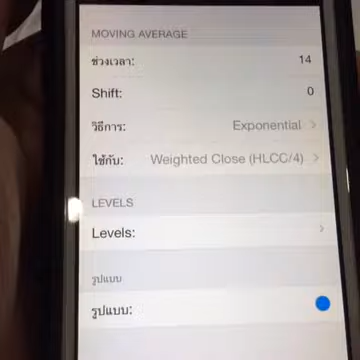 MOVING AVERAGE
ช่วงเวลา: 14
Shift: 0
วิธีการ: Exponential
ใช้กับ: Weighted Close (HLCC/4)
LEVELS
Levels:
รูปแบบ
รูปแบบ: